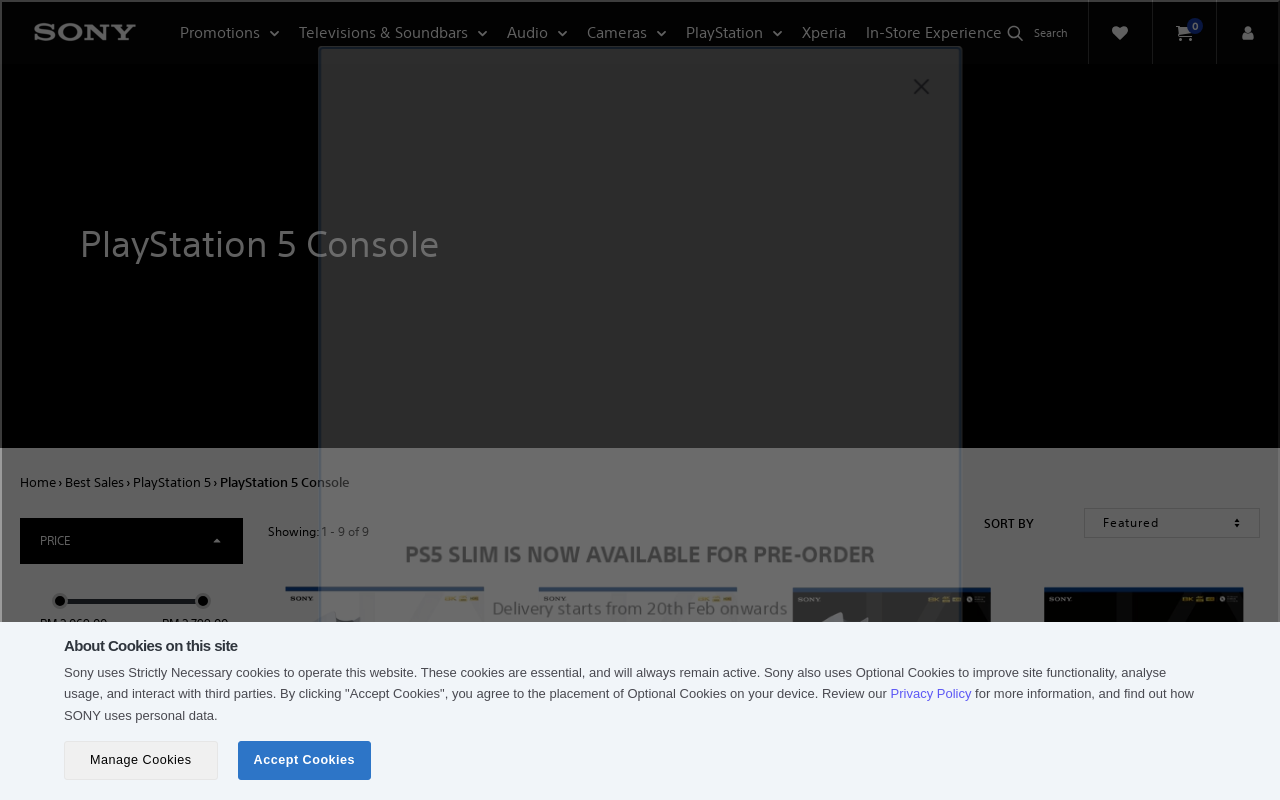 SONY
Promotions
Televisions & Soundbars
Audio
Cameras
PlayStation
Xperia
In-Store Experience
Search
0
PlayStation 5 Console
Home › Best Sales › PlayStation 5 › PlayStation 5 Console
SORT BY
Featured
PRICE
Showing: 1 - 9 of 9
PS5 SLIM IS NOW AVAILABLE FOR PRE-ORDER
SONY
SONY
SONY
SONY
Delivery starts from 20th Feb onwards
About Cookies on this site
Sony uses Strictly Necessary cookies to operate this website. These cookies are essential, and will always remain active. Sony also uses Optional Cookies to improve site functionality, analyse
usage, and interact with third parties. By clicking "Accept Cookies", you agree to the placement of Optional Cookies on your device. Review our Privacy Policy for more information, and find out how
SONY uses personal data.
Manage Cookies
Accept Cookies